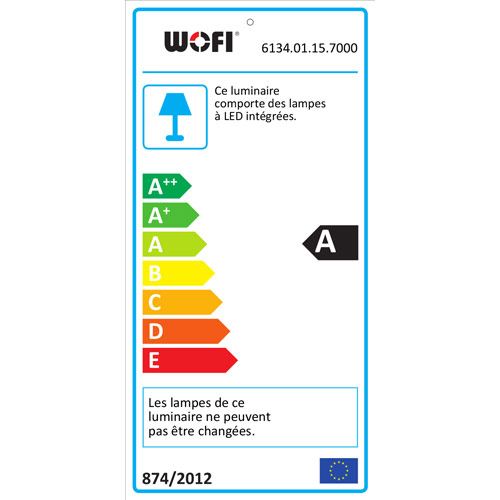 WOFI®
6134.01.15.7000
Ce luminaire
comporte des lampes
à LED intégrées.
A++
A+
A
A
B
C
D
E
Les lampes de ce
luminaire ne peuvent
pas être changées.
874/2012